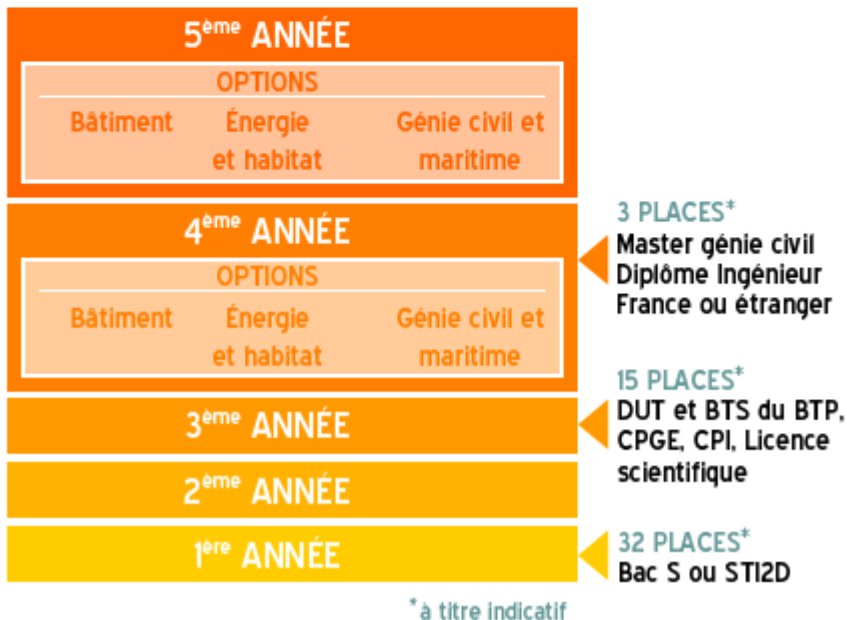 5ème ANNÉE
OPTIONS
Bâtiment Énergie et habitat Génie civil et maritime
4ème ANNÉE
OPTIONS
Bâtiment Énergie et habitat Génie civil et maritime
3 PLACES*
Master génie civil
Diplôme Ingénieur
France ou étranger
3ème ANNÉE
15 PLACES*
DUT et BTS du BTP,
CPGE, CPI, Licence
scientifique
2ème ANNÉE
1ère ANNÉE
32 PLACES*
Bac S ou STI2D
*à titre indicatif